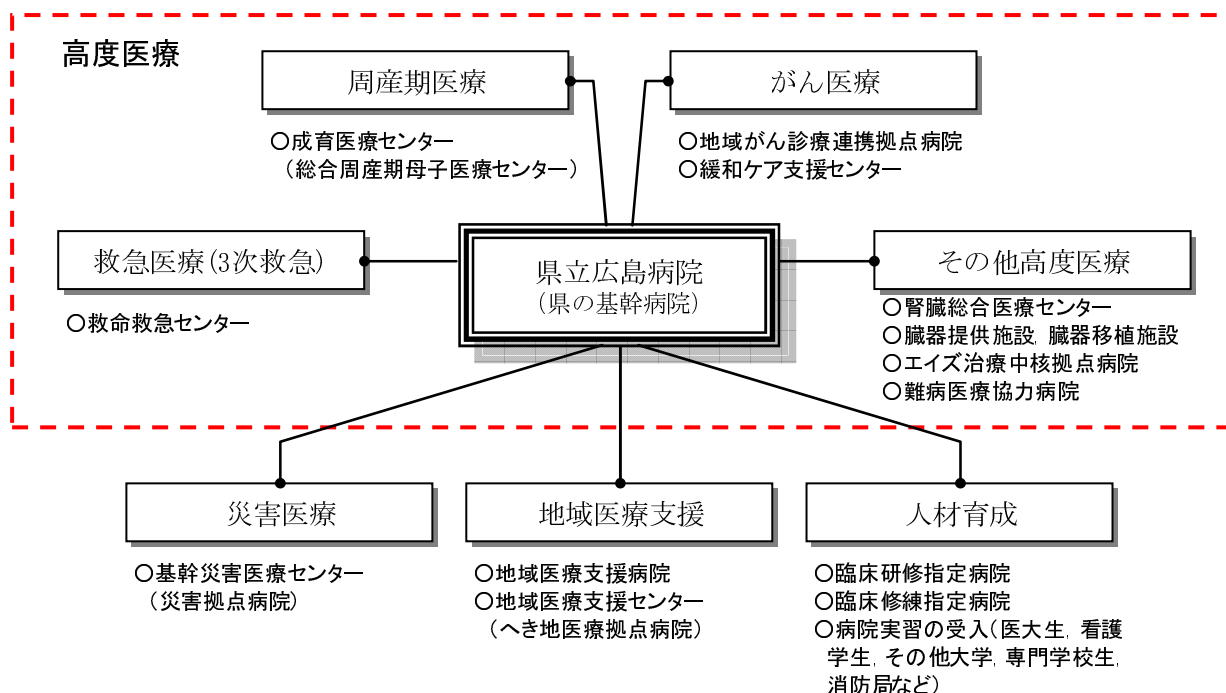 高度医療
周産期医療
○成育医療センター
(総合周産期母子医療センター)
がん医療
○地域がん診療連携拠点病院
○緩和ケア支援センター
救急医療(3次救急)
○救命救急センター
県立広島病院
(県の基幹病院)
その他高度医療
○腎臓総合医療センター
○臓器提供施設,臓器移植施設
○エイズ治療中核拠点病院
○難病医療協力病院
災害医療
○基幹災害医療センター
(災害拠点病院)
地域医療支援
○地域医療支援病院
○地域医療支援センター
(へき地医療拠点病院)
人材育成
○臨床研修指定病院
○臨床修練指定病院
○病院実習の受入(医大生,看護
学生,その他大学,専門学校生,
消防局など)